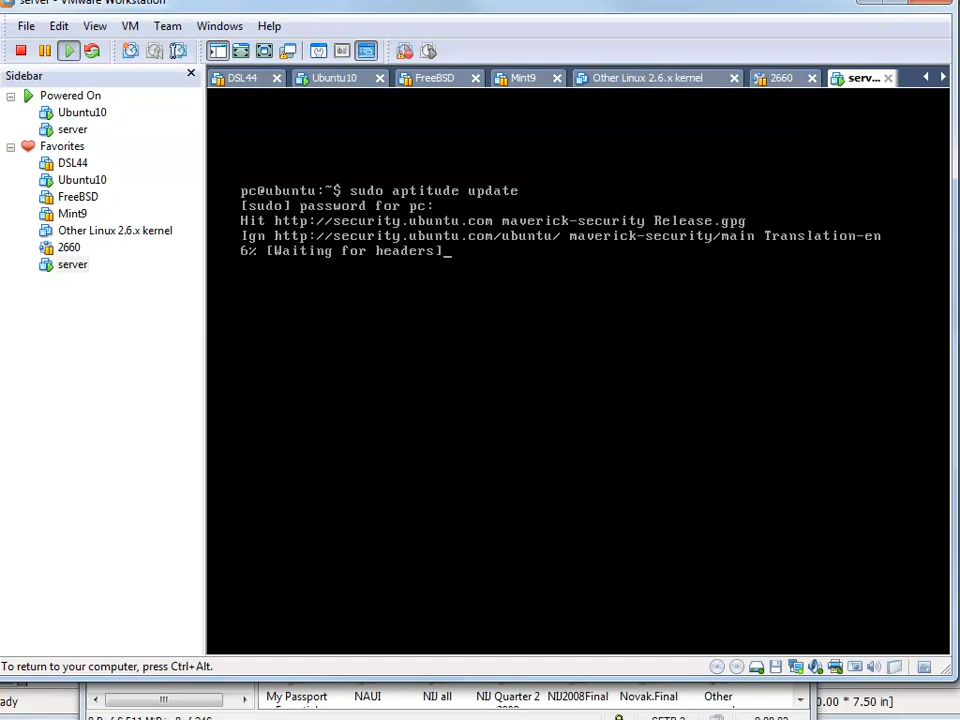 server - VMware Workstation
File Edit View VM Team Windows Help
Sidebar
DSL44 Ubuntu10 FreeBSD Mint9 Other Linux 2.6.x kernel 2660 serv...
Powered On
Ubuntu10
server
Favorites
DSL44
Ubuntu10
FreeBSD
Mint9
Other Linux 2.6.x kernel
2660
server
pc@ubuntu:~$ sudo aptitude update
[sudo] password for pc:
Hit http://security.ubuntu.com maverick-security Release.gpg
Ign http://security.ubuntu.com/ubuntu/ maverick-security/main Translation-en
6% [Waiting for headers]_
To return to your computer, press Ctrl+Alt.
My Passport NAUI NIJ all NIJ Quarter 2 NIJ2008Final Novak.Final Other
0.00 * 7.50 in]